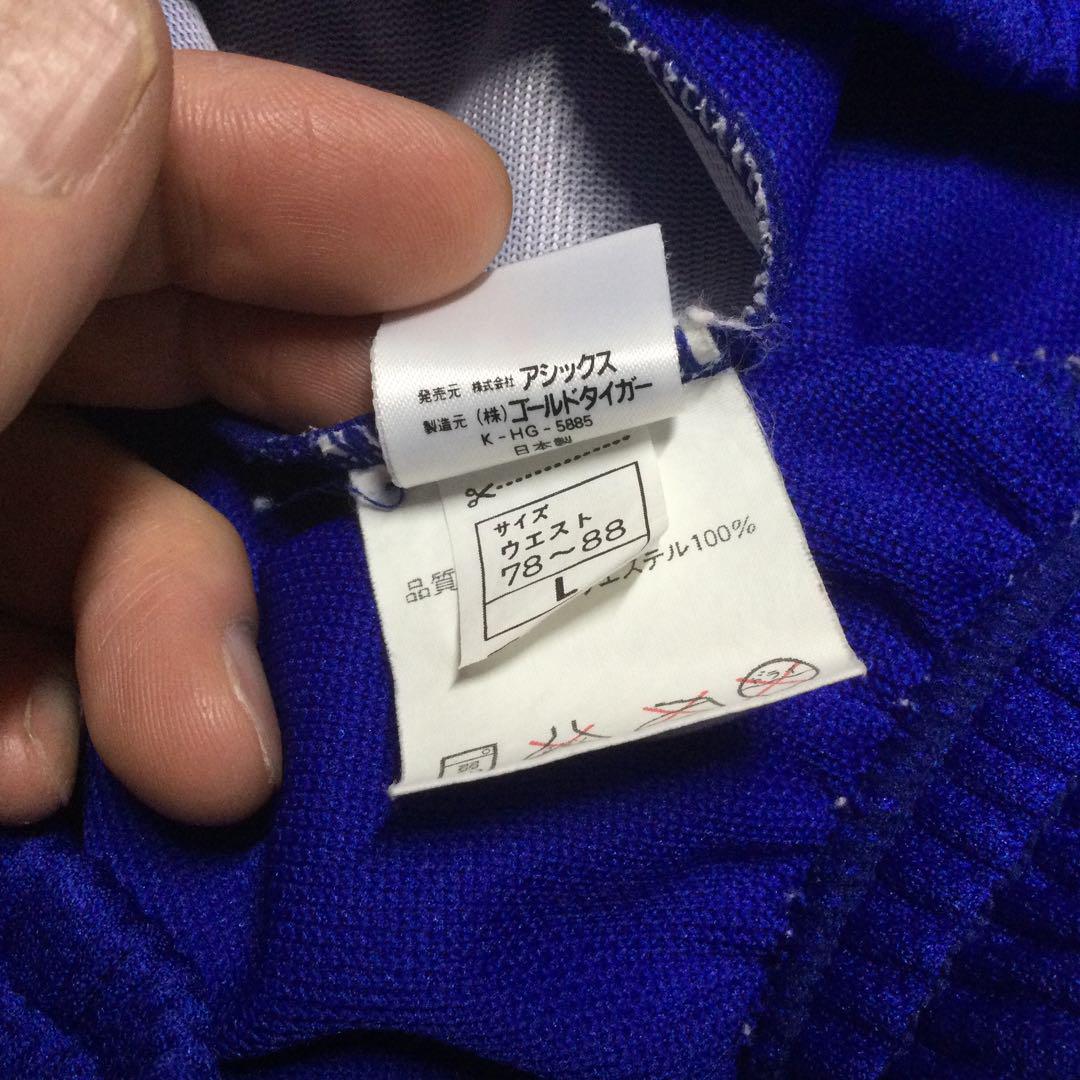 発売元 株式会社 アシックス
製造元 (株) ゴールドタイガー
K-HG-5885
日本製
サイズ
ウエスト
78～88
L
品質 エステル100%